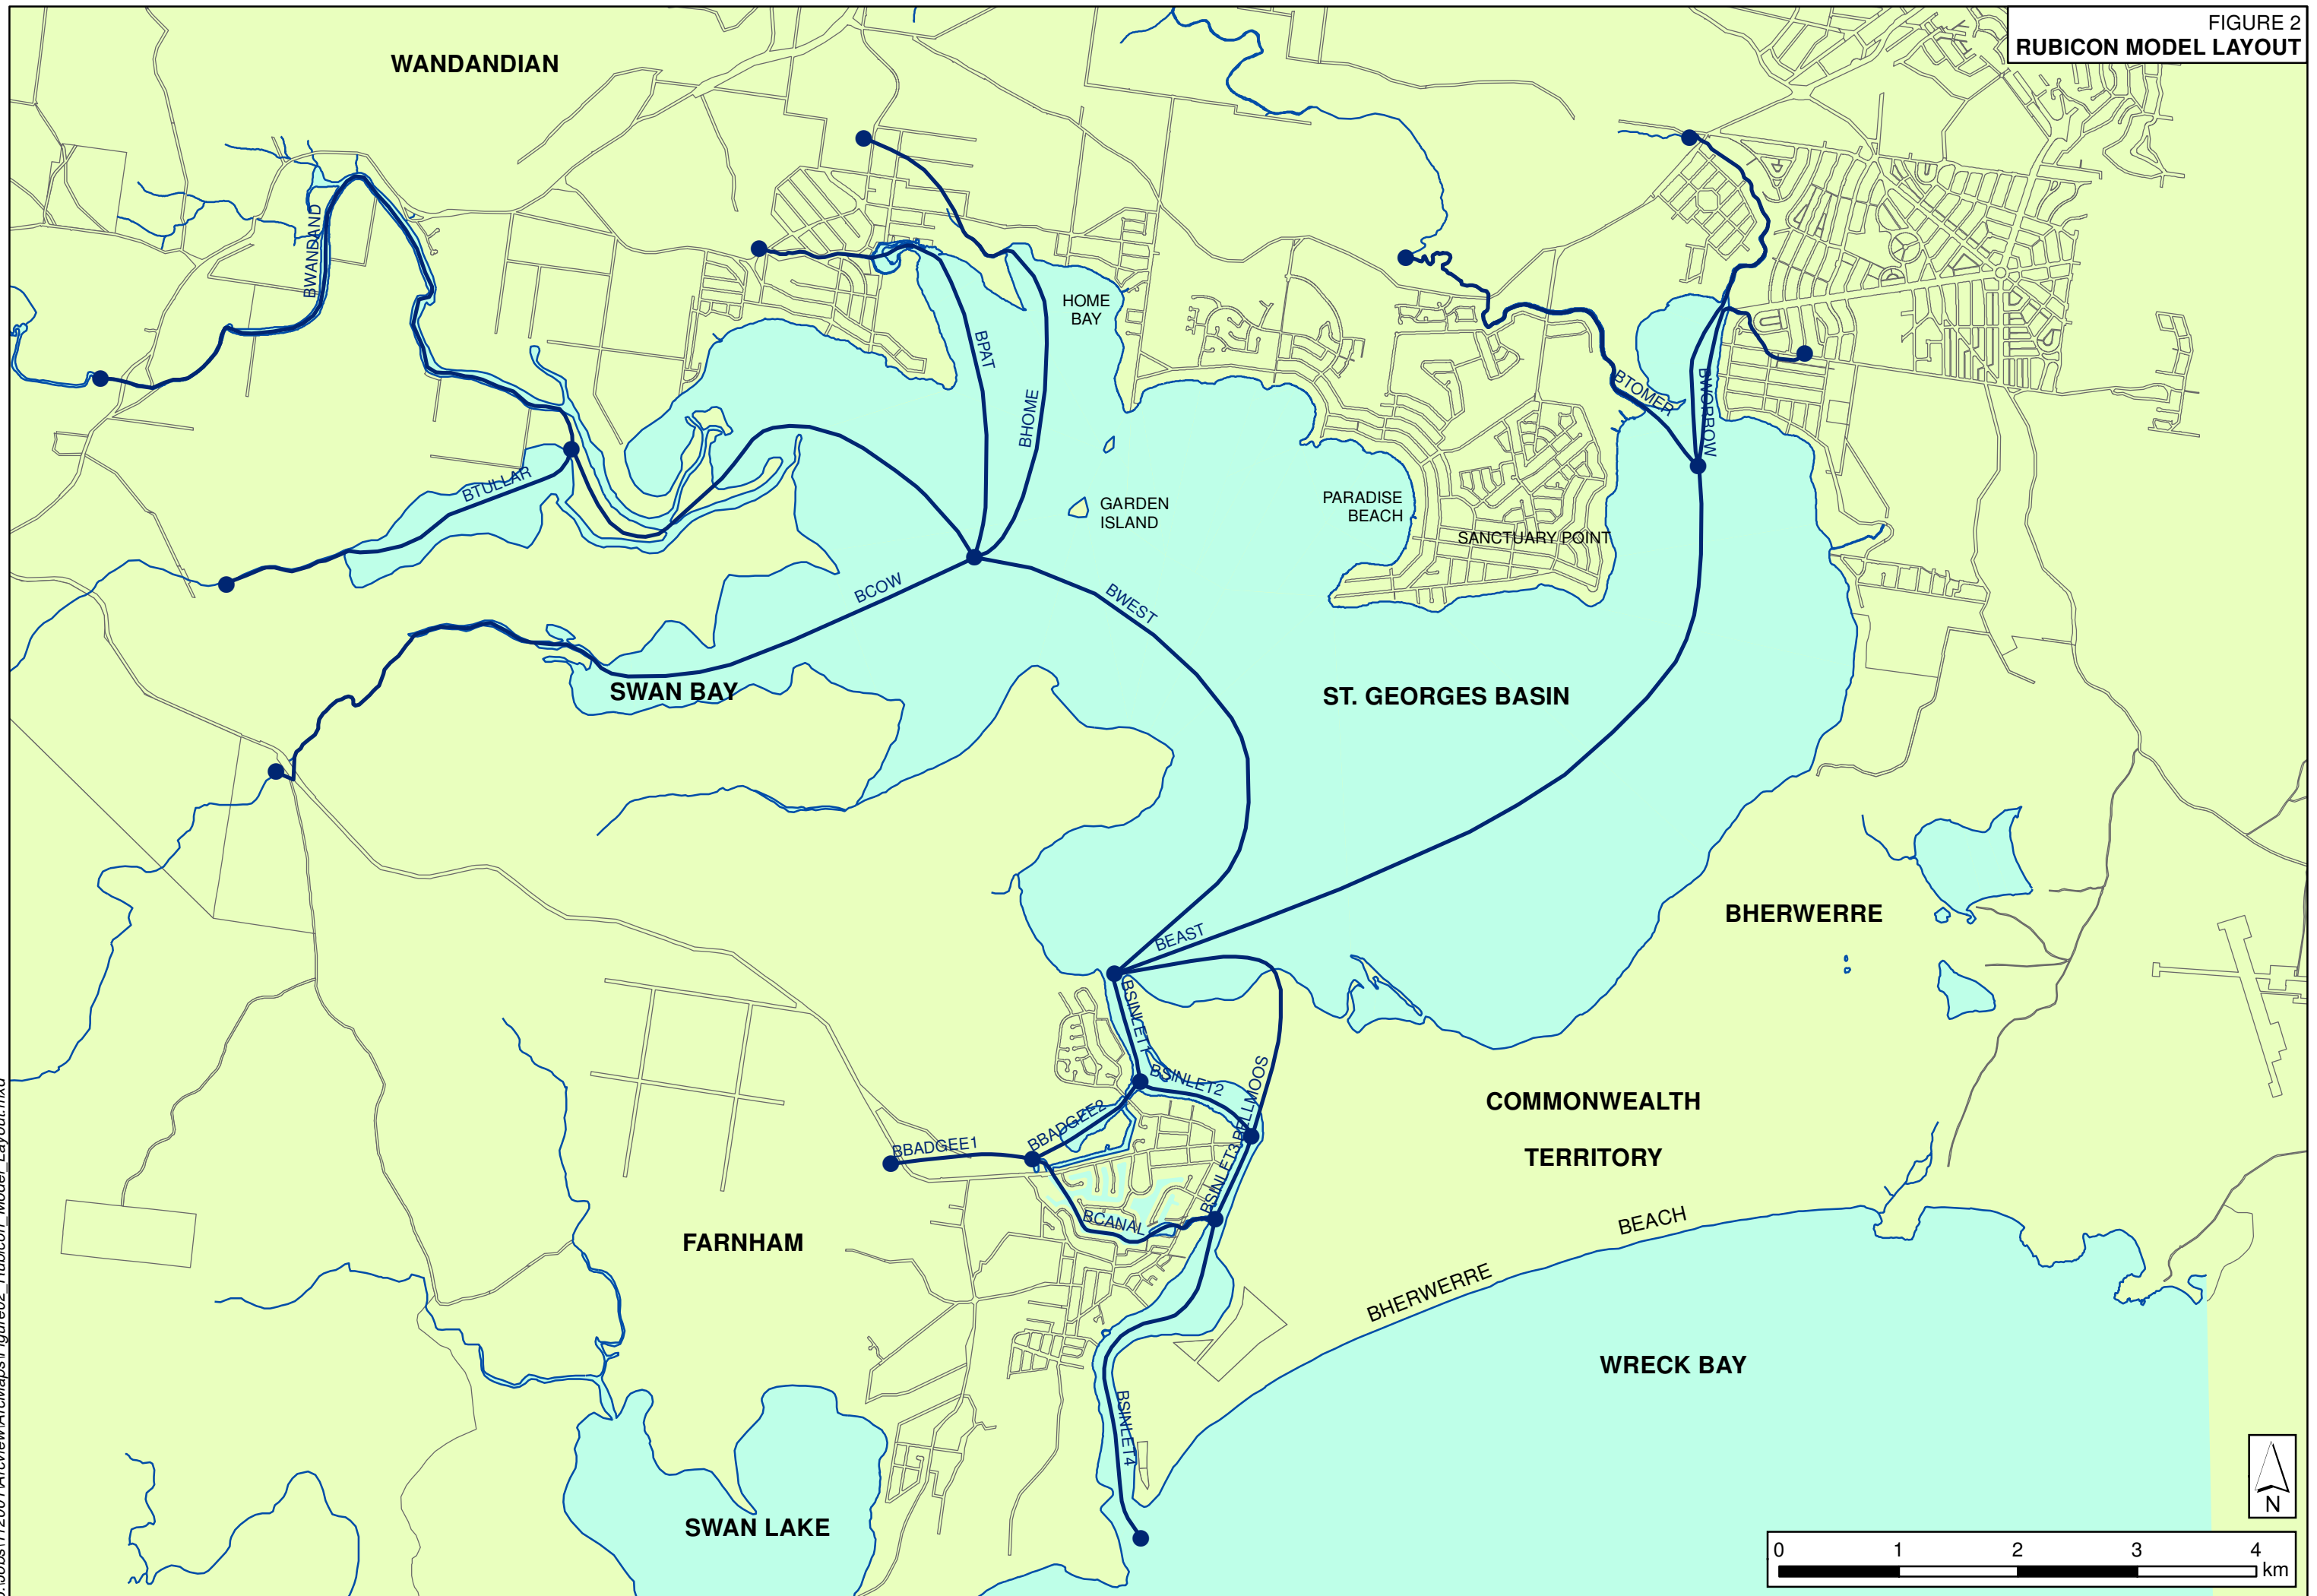 FIGURE 2
RUBICON MODEL LAYOUT
WANDANDIAN
BWANDAND
HOME
BAY
BPAT
BHOME
BTOMER
BWORROW
BTULLAR
GARDEN
ISLAND
PARADISE
BEACH
SANCTUARY POINT
BCOW
BWEST
SWAN BAY
ST. GEORGES BASIN
BHERWERRE
BEAST
BSINLET1
BSINLET2
BELLMOOS
COMMONWEALTH
TERRITORY
BBADGEE1
BBADGEE2
BSINLET3
BCANAL
FARNHAM
BHERWERRE BEACH
WRECK BAY
BSINLET4
SWAN LAKE
N
0 1 2 3 4
km